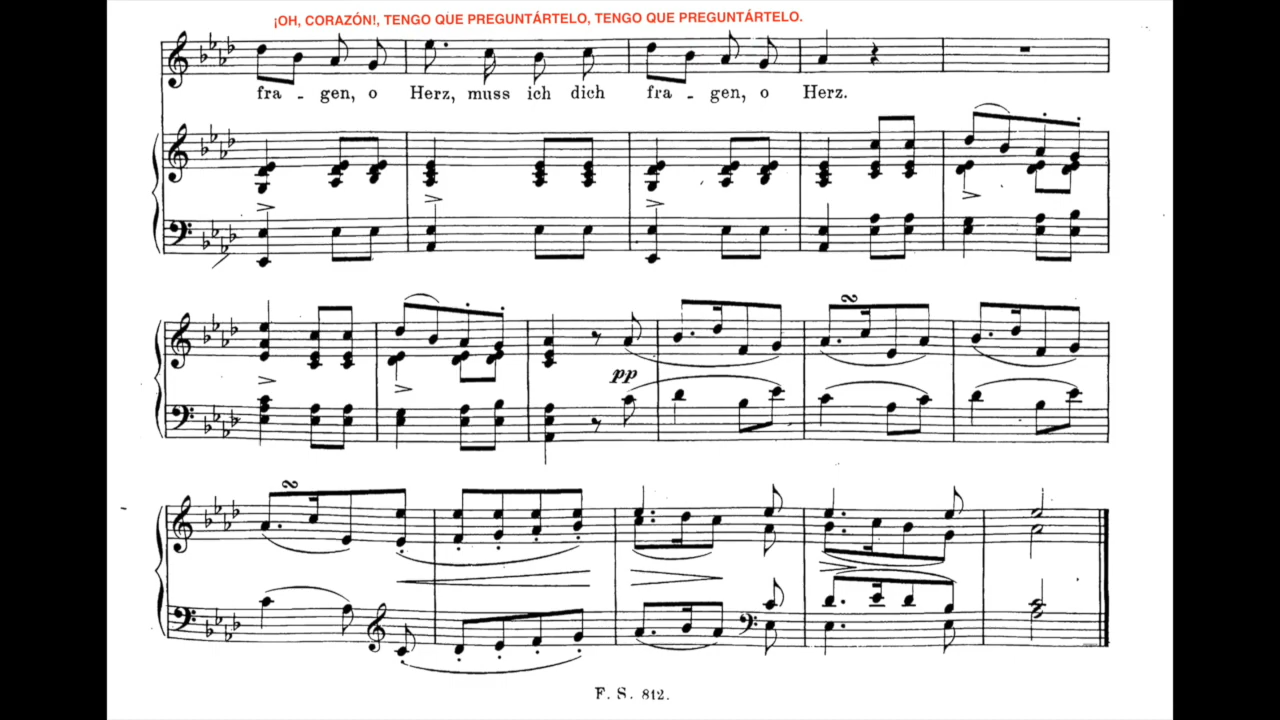 ¡OH, CORAZÓN!, TENGO QUE PREGUNTÁRTELO, TENGO QUE PREGUNTÁRTELO.
fra - gen, o Herz, muss ich dich fra - gen, o Herz.
pp
F. S. 812.